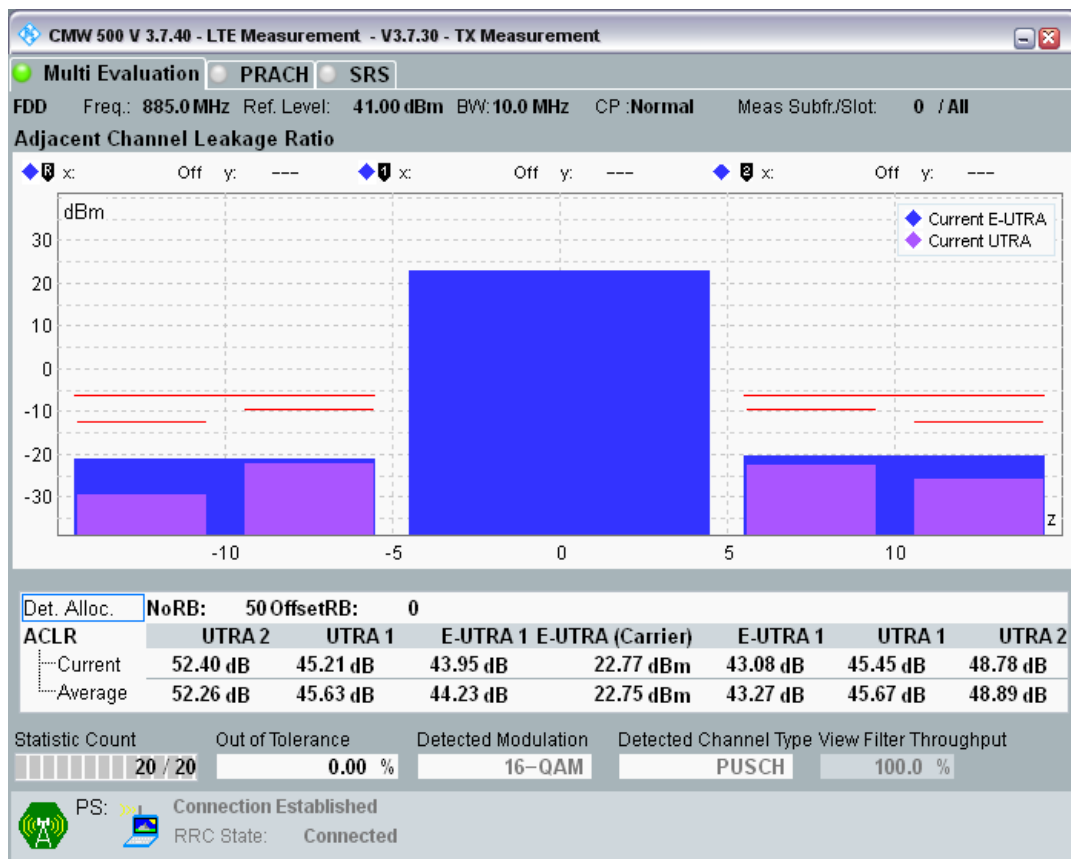 CMW 500 V 3.7.40 - LTE Measurement - V3.7.30 - TX Measurement
Multi Evaluation PRACH SRS
FDD Freq.: 885.0 MHz Ref. Level: 41.00 dBm BW: 10.0 MHz CP :Normal Meas Subfr./Slot: 0 / All
Adjacent Channel Leakage Ratio
R x: Off y: --- 1 x: Off y: --- 2 x: Off y: ---
dBm
Current E-UTRA
Current UTRA
30
20
10
0
-10
-20
-30
z
-10 -5 0 5 10
Det. Alloc. NoRB: 50 OffsetRB: 0
ACLR UTRA 2 UTRA 1 E-UTRA 1 E-UTRA (Carrier) E-UTRA 1 UTRA 1 UTRA 2
Current 52.40 dB 45.21 dB 43.95 dB 22.77 dBm 43.08 dB 45.45 dB 48.78 dB
Average 52.26 dB 45.63 dB 44.23 dB 22.75 dBm 43.27 dB 45.67 dB 48.89 dB
Statistic Count Out of Tolerance Detected Modulation Detected Channel Type View Filter Throughput
20 / 20 0.00 % 16-QAM PUSCH 100.0 %
PS: Connection Established
RRC State: Connected